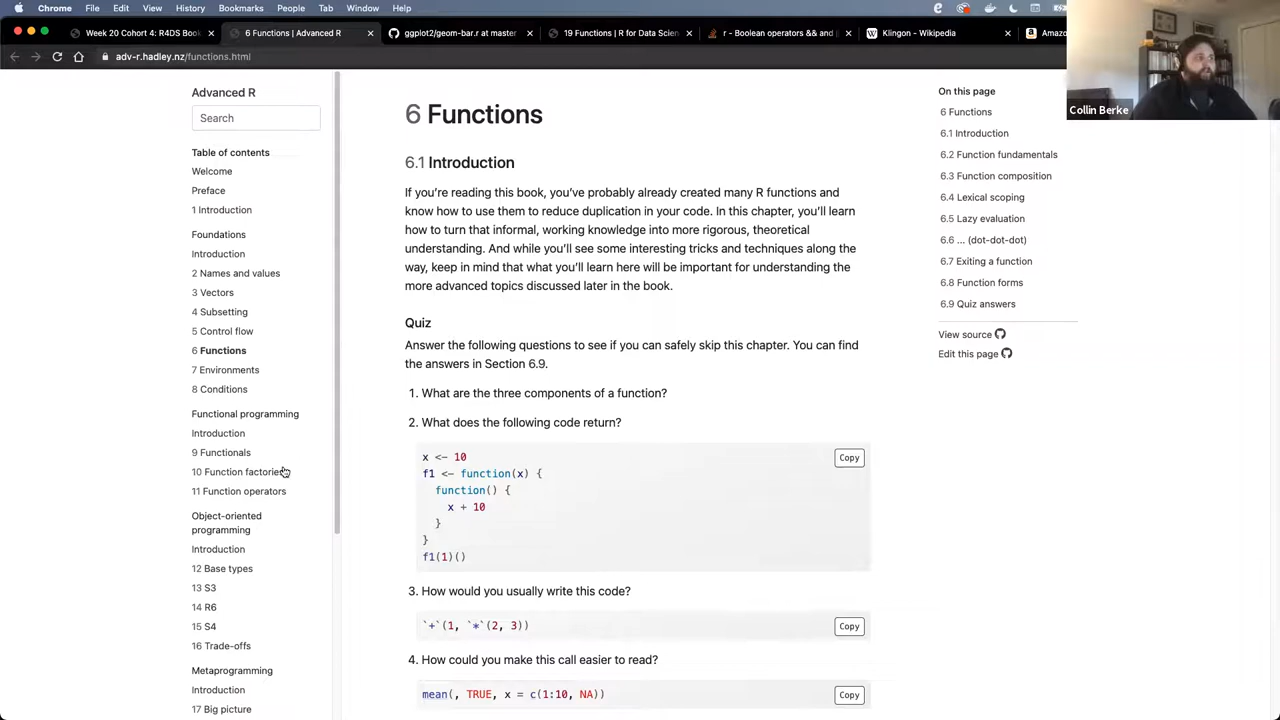 Chrome File Edit View History Bookmarks Profiles Tab Window Help
Week 20 Cohort 4: R4DS Book
6 Functions | Advanced R
ggplot2/geom-bar.r at master
19 Functions | R for Data Scien
r - Boolean operators && and ||
Klingon - Wikipedia
Amazo
adv-r.hadley.nz/functions.html
Collin Berke
Advanced R
Search
Table of contents
Welcome
Preface
1 Introduction
Foundations
Introduction
2 Names and values
3 Vectors
4 Subsetting
5 Control flow
6 Functions
7 Environments
8 Conditions
Functional programming
Introduction
9 Functionals
10 Function factories
11 Function operators
Object-oriented
programming
Introduction
12 Base types
13 S3
14 R6
15 S4
16 Trade-offs
Metaprogramming
Introduction
17 Big picture
6 Functions
6.1 Introduction
If you're reading this book, you've probably already created many R functions and
know how to use them to reduce duplication in your code. In this chapter, you'll learn
how to turn that informal, working knowledge into more rigorous, theoretical
understanding. And while you'll see some interesting tricks and techniques along the
way, keep in mind that what you'll learn here will be important for understanding the
more advanced topics discussed later in the book.
Quiz
Answer the following questions to see if you can safely skip this chapter. You can find
the answers in Section 6.9.
1. What are the three components of a function?
2. What does the following code return?
Copy
x <- 10
f1 <- function(x) {
function() {
x + 10
}
}
f1(1)()
3. How would you usually write this code?
`+`(1, `*`(2, 3))
Copy
4. How could you make this call easier to read?
mean(, TRUE, x = c(1:10, NA))
Copy
On this page
6 Functions
6.1 Introduction
6.2 Function fundamentals
6.3 Function composition
6.4 Lexical scoping
6.5 Lazy evaluation
6.6 ... (dot-dot-dot)
6.7 Exiting a function
6.8 Function forms
6.9 Quiz answers
View source
Edit this page